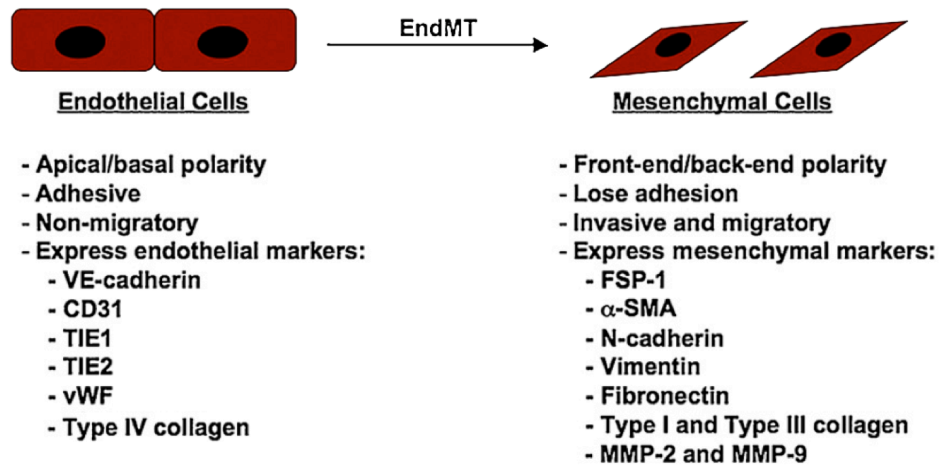 EndMT
Endothelial Cells
- Apical/basal polarity
- Adhesive
- Non-migratory
- Express endothelial markers:
- VE-cadherin
- CD31
- TIE1
- TIE2
- vWF
- Type IV collagen
Mesenchymal Cells
- Front-end/back-end polarity
- Lose adhesion
- Invasive and migratory
- Express mesenchymal markers:
- FSP-1
- α-SMA
- N-cadherin
- Vimentin
- Fibronectin
- Type I and Type III collagen
- MMP-2 and MMP-9